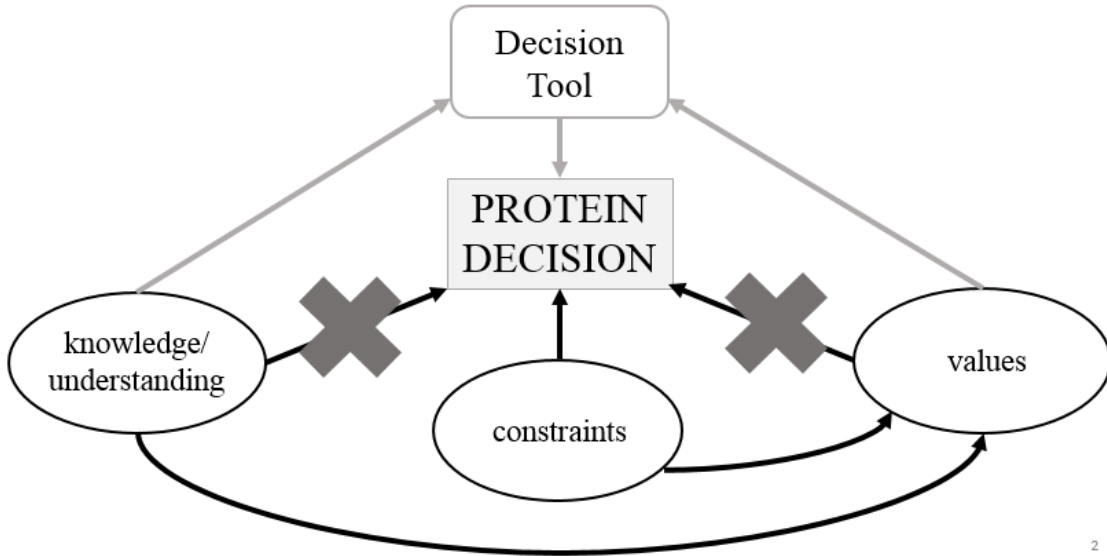 Decision
Tool
PROTEIN
DECISION
knowledge/
understanding
constraints
values
2